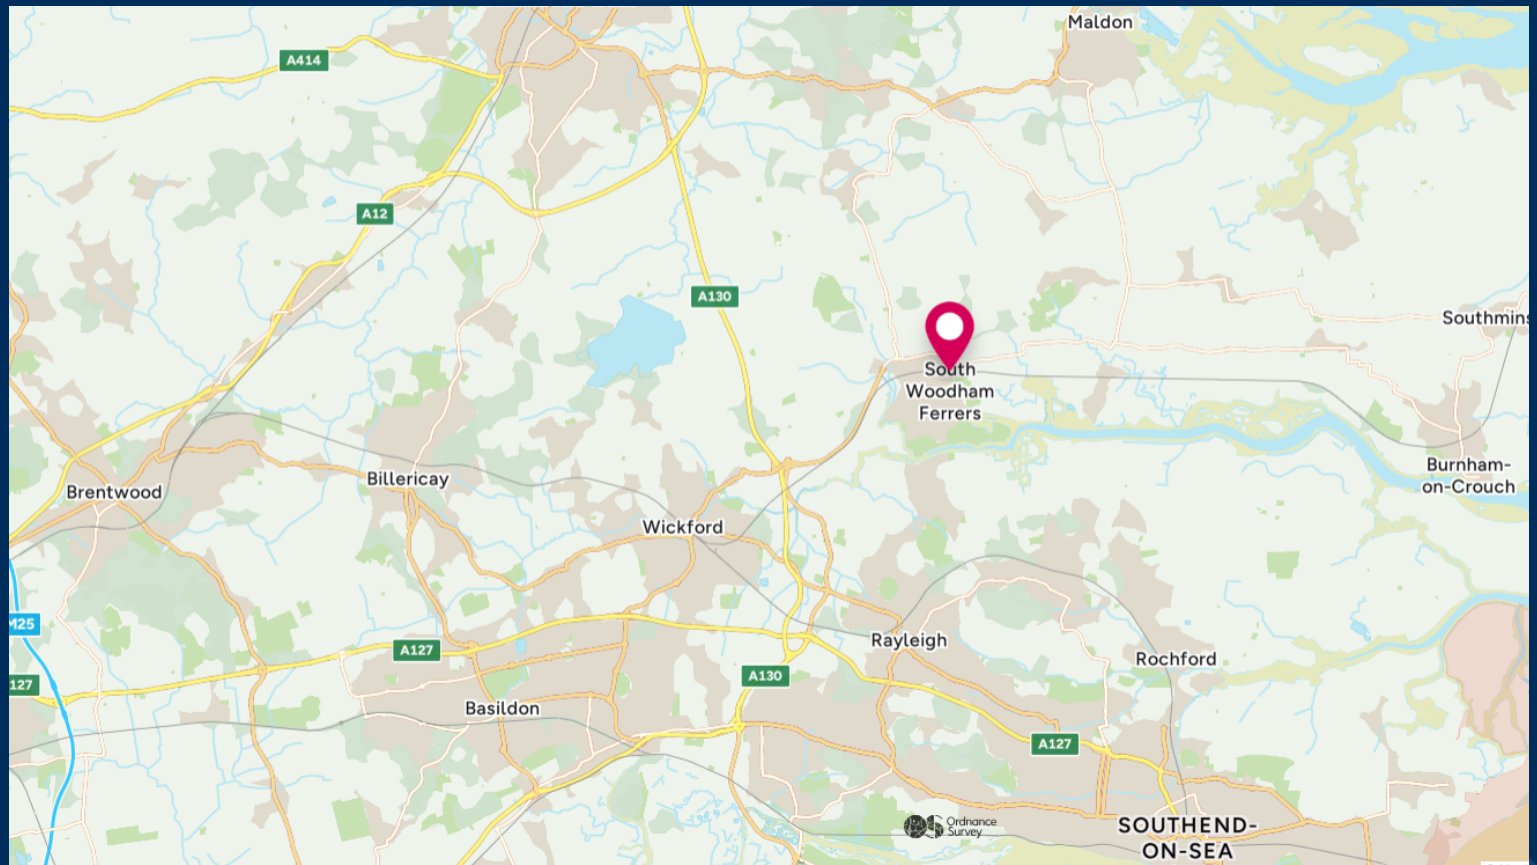 Maldon
A414
A12
A130
Southmins
South
Woodham
Ferrers
Burnham-
on-Crouch
Billericay
Brentwood
Wickford
M25
A127
Rayleigh
Rochford
127
A130
Basildon
A127
Ordnance
Survey
SOUTHEND-
ON-SEA